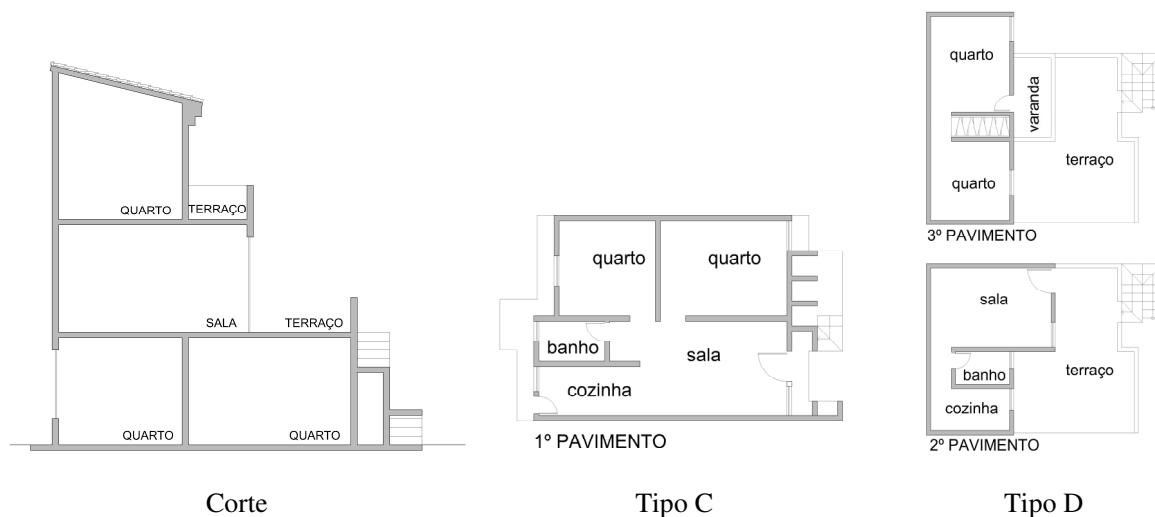 QUARTO
TERRAÇO
SALA
TERRAÇO
QUARTO
QUARTO
Corte
quarto
quarto
banho
sala
cozinha
1º PAVIMENTO
Tipo C
quarto
varanda
terraço
quarto
3º PAVIMENTO
sala
banho
terraço
cozinha
2º PAVIMENTO
Tipo D